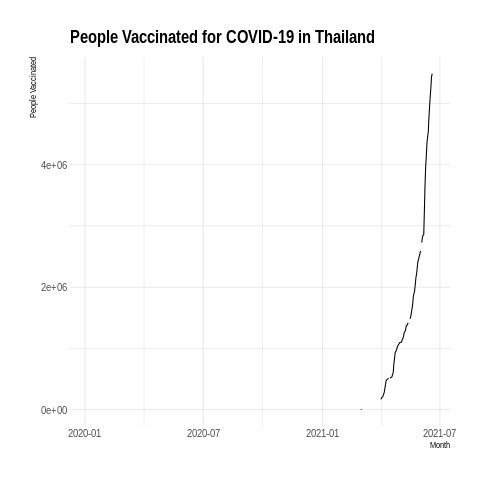 People Vaccinated for COVID-19 in Thailand
People Vaccinated
4e+06
2e+06
0e+00
2020-01 2020-07 2021-01 2021-07
Month